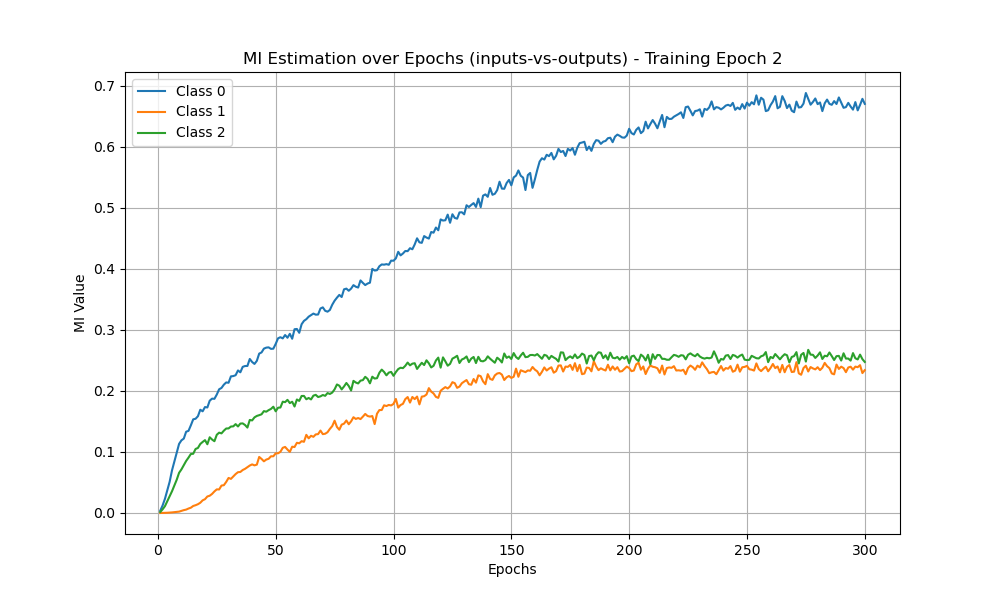 MI Estimation over Epochs (inputs-vs-outputs) - Training Epoch 2
Class 0
Class 1
Class 2
MI Value
0.7
0.6
0.5
0.4
0.3
0.2
0.1
0.0
0 50 100 150 200 250 300
Epochs